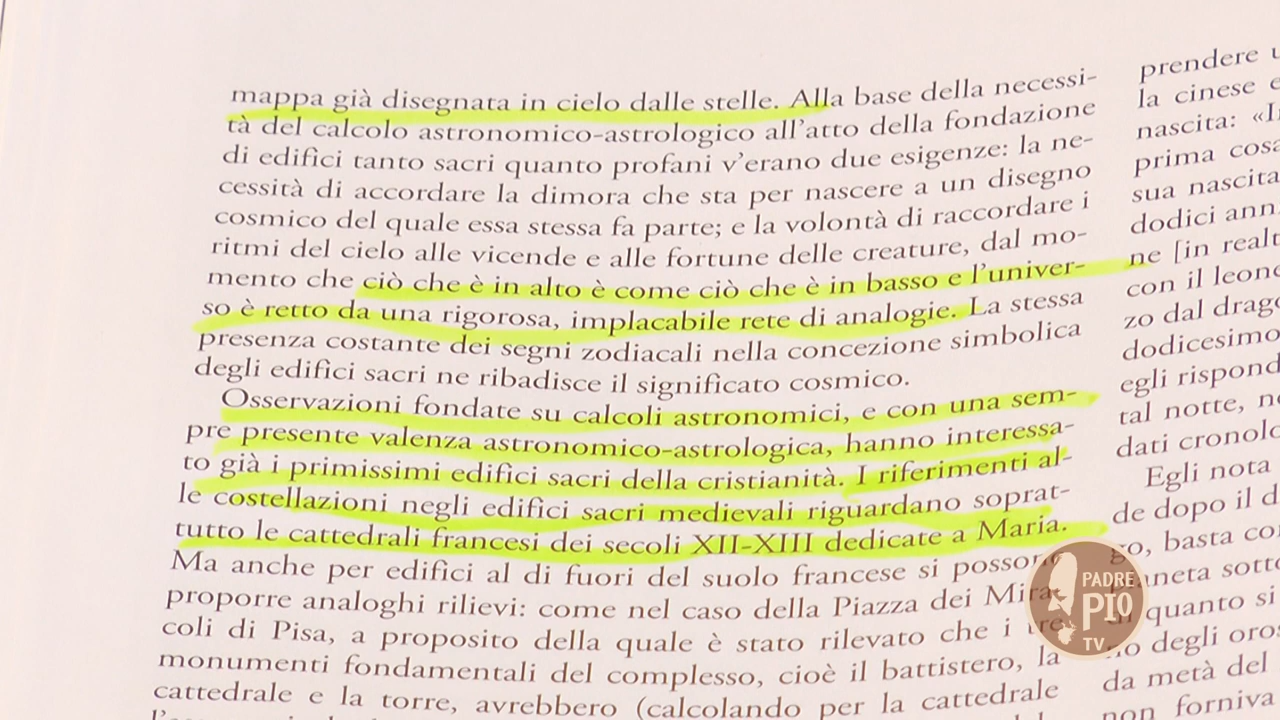 mappa già disegnata in cielo dalle stelle. Alla base della necessi-
tà del calcolo astronomico-astrologico all'atto della fondazione
di edifici tanto sacri quanto profani v'erano due esigenze: la ne-
cessità di accordare la dimora che sta per nascere a un disegno
cosmico del quale essa stessa fa parte; e la volontà di raccordare i
ritmi del cielo alle vicende e alle fortune delle creature, dal mo-
mento che ciò che è in alto è come ciò che è in basso e l'univer-
so è retto da una rigorosa, implacabile rete di analogie. La stessa
presenza costante dei segni zodiacali nella concezione simbolica
degli edifici sacri ne ribadisce il significato cosmico.
Osservazioni fondate su calcoli astronomici, e con una sem-
pre presente valenza astronomico-astrologica, hanno interessa-
to già i primissimi edifici sacri della cristianità. I riferimenti al-
le costellazioni negli edifici sacri medievali riguardano soprat-
tutto le cattedrali francesi dei secoli XII-XIII dedicate a Maria.
Ma anche per edifici al di fuori del suolo francese si possono
proporre analoghi rilievi: come nel caso della Piazza dei Mira-
coli di Pisa, a proposito della quale è stato rilevato che i tre
monumenti fondamentali del complesso, cioè il battistero, la
cattedrale e la torre, avrebbero (calcolando per la cattedrale
prendere
la cinese e
nascita:
prima cosa
sua nascita
dodici
ne [in
con il
zo dal
dodicesimo
egli
tal notte,
dati
Egli nota
de dopo il
basta
quanto si
degli
da metà del
non forniva
PADRE
PIO
TV